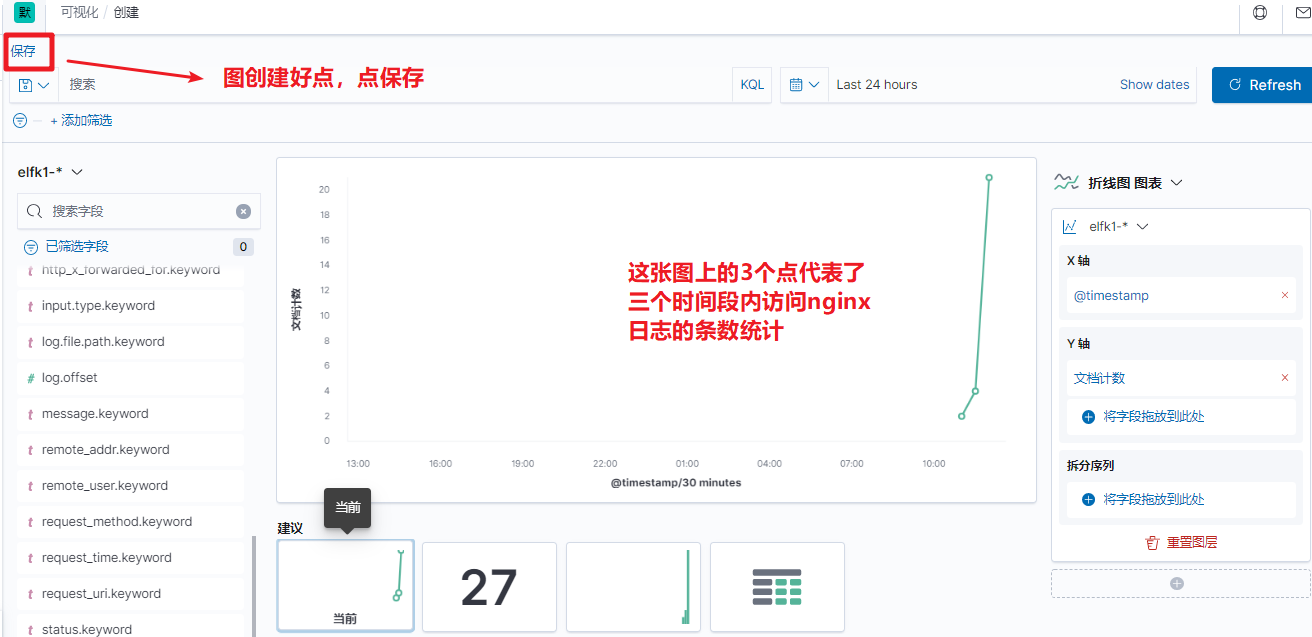 默 可视化 / 创建
保存
图创建好点，点保存
搜索 KQL Last 24 hours Show dates Refresh
+ 添加筛选
elfk1-*
搜索字段
已筛选字段 0
http_x_forwarded_for.keyword
t input.type.keyword
t log.file.path.keyword
# log.offset
t message.keyword
t remote_addr.keyword
t remote_user.keyword
t request_method.keyword
t request_time.keyword
t request_uri.keyword
t status.keyword
文档计数
20
18
16
14
12
10
8
6
4
2
0
这张图上的3个点代表了
三个时间段内访问nginx
日志的条数统计
13:00 16:00 19:00 22:00 01:00 04:00 07:00 10:00
@timestamp/30 minutes
当前
建议
当前
27
折线图 图表
elfk1-*
X 轴
@timestamp ×
Y 轴
文档计数 ×
将字段拖放到此处
拆分序列
将字段拖放到此处
重置图层